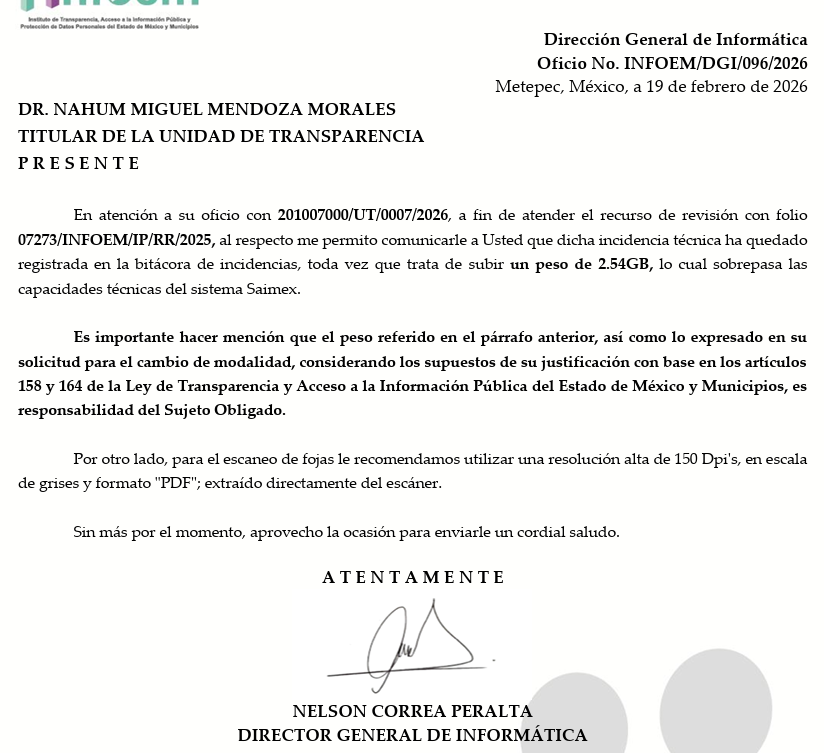 Instituto de Transparencia, Acceso a la Información Pública y
Protección de Datos Personales del Estado de México y Municipios
Dirección General de Informática
Oficio No. INFOEM/DGI/096/2026
Metepec, México, a 19 de febrero de 2026
DR. NAHUM MIGUEL MENDOZA MORALES
TITULAR DE LA UNIDAD DE TRANSPARENCIA
P R E S E N T E
En atención a su oficio con 201007000/UT/0007/2026, a fin de atender el recurso de revisión con folio
07273/INFOEM/IP/RR/2025, al respecto me permito comunicarle a Usted que dicha incidencia técnica ha quedado
registrada en la bitácora de incidencias, toda vez que trata de subir un peso de 2.54GB, lo cual sobrepasa las
capacidades técnicas del sistema Saimex.
Es importante hacer mención que el peso referido en el párrafo anterior, así como lo expresado en su
solicitud para el cambio de modalidad, considerando los supuestos de su justificación con base en los artículos
158 y 164 de la Ley de Transparencia y Acceso a la Información Pública del Estado de México y Municipios, es
responsabilidad del Sujeto Obligado.
Por otro lado, para el escaneo de fojas le recomendamos utilizar una resolución alta de 150 Dpi's, en escala
de grises y formato "PDF"; extraído directamente del escáner.
Sin más por el momento, aprovecho la ocasión para enviarle un cordial saludo.
A T E N T A M E N T E
NELSON CORREA PERALTA
DIRECTOR GENERAL DE INFORMÁTICA